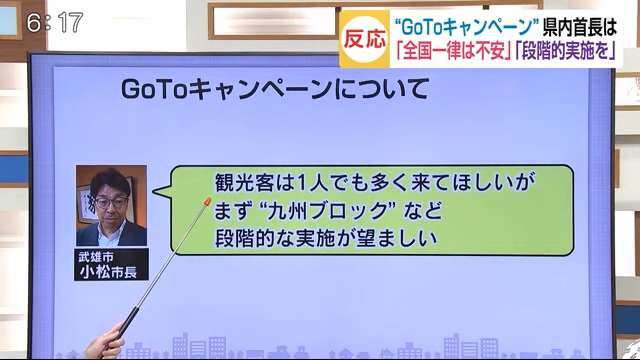 6:17
反応
“GoToキャンペーン”県内首長は
「全国一律は不安」「段階的実施を」
GoToキャンペーンについて
観光客は1人でも多く来てほしいが
まず“九州ブロック”など
段階的な実施が望ましい
武雄市
小松市長